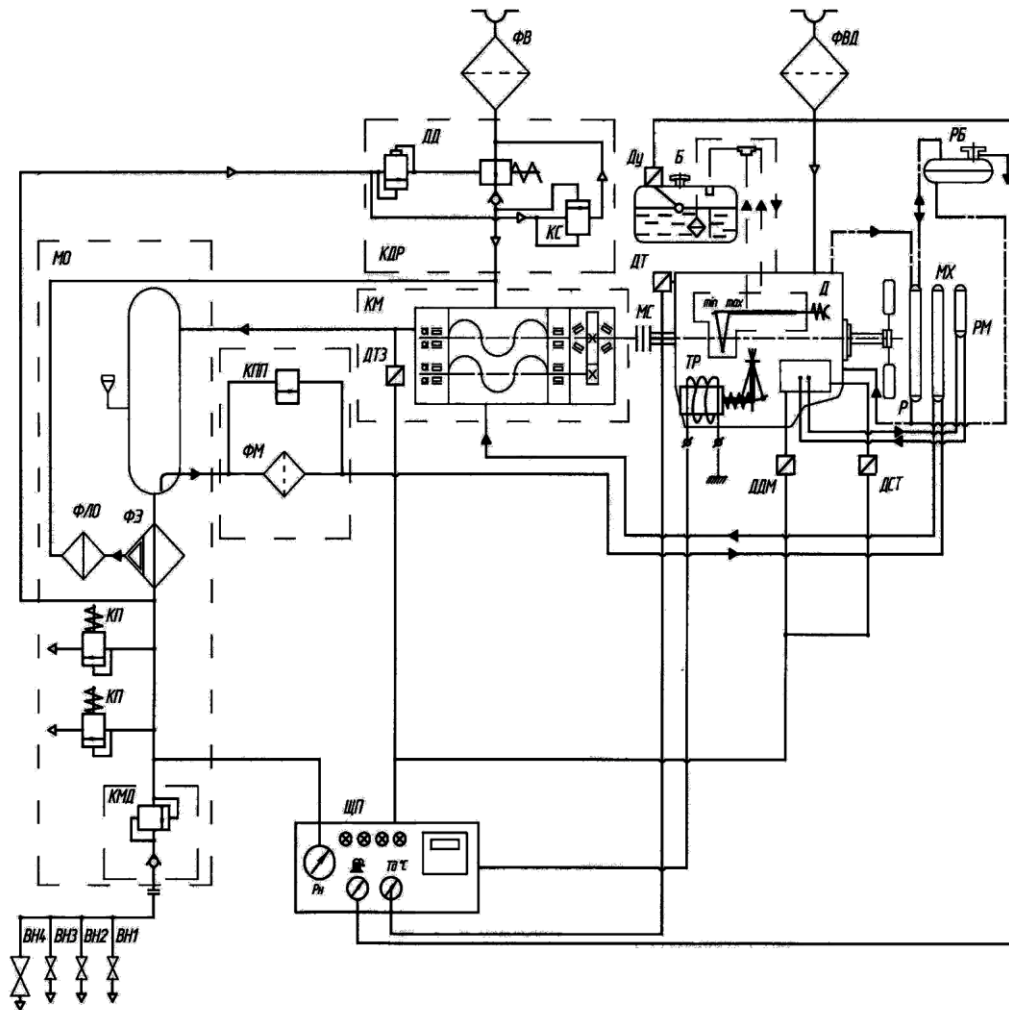 ФВ
ФВД
ДД
КС
КДР
Ду
Б
РБ
МО
КМ
ДТ
МС
min max
Д
МХ
РМ
ДТЗ
КПП
ТР
Р
ФМ
ДДМ
ДСТ
ФЛО
ФЭ
КП
КП
КМД
ЩП
Рн
Т0 °С
ВН4
ВН3
ВН2
ВН1